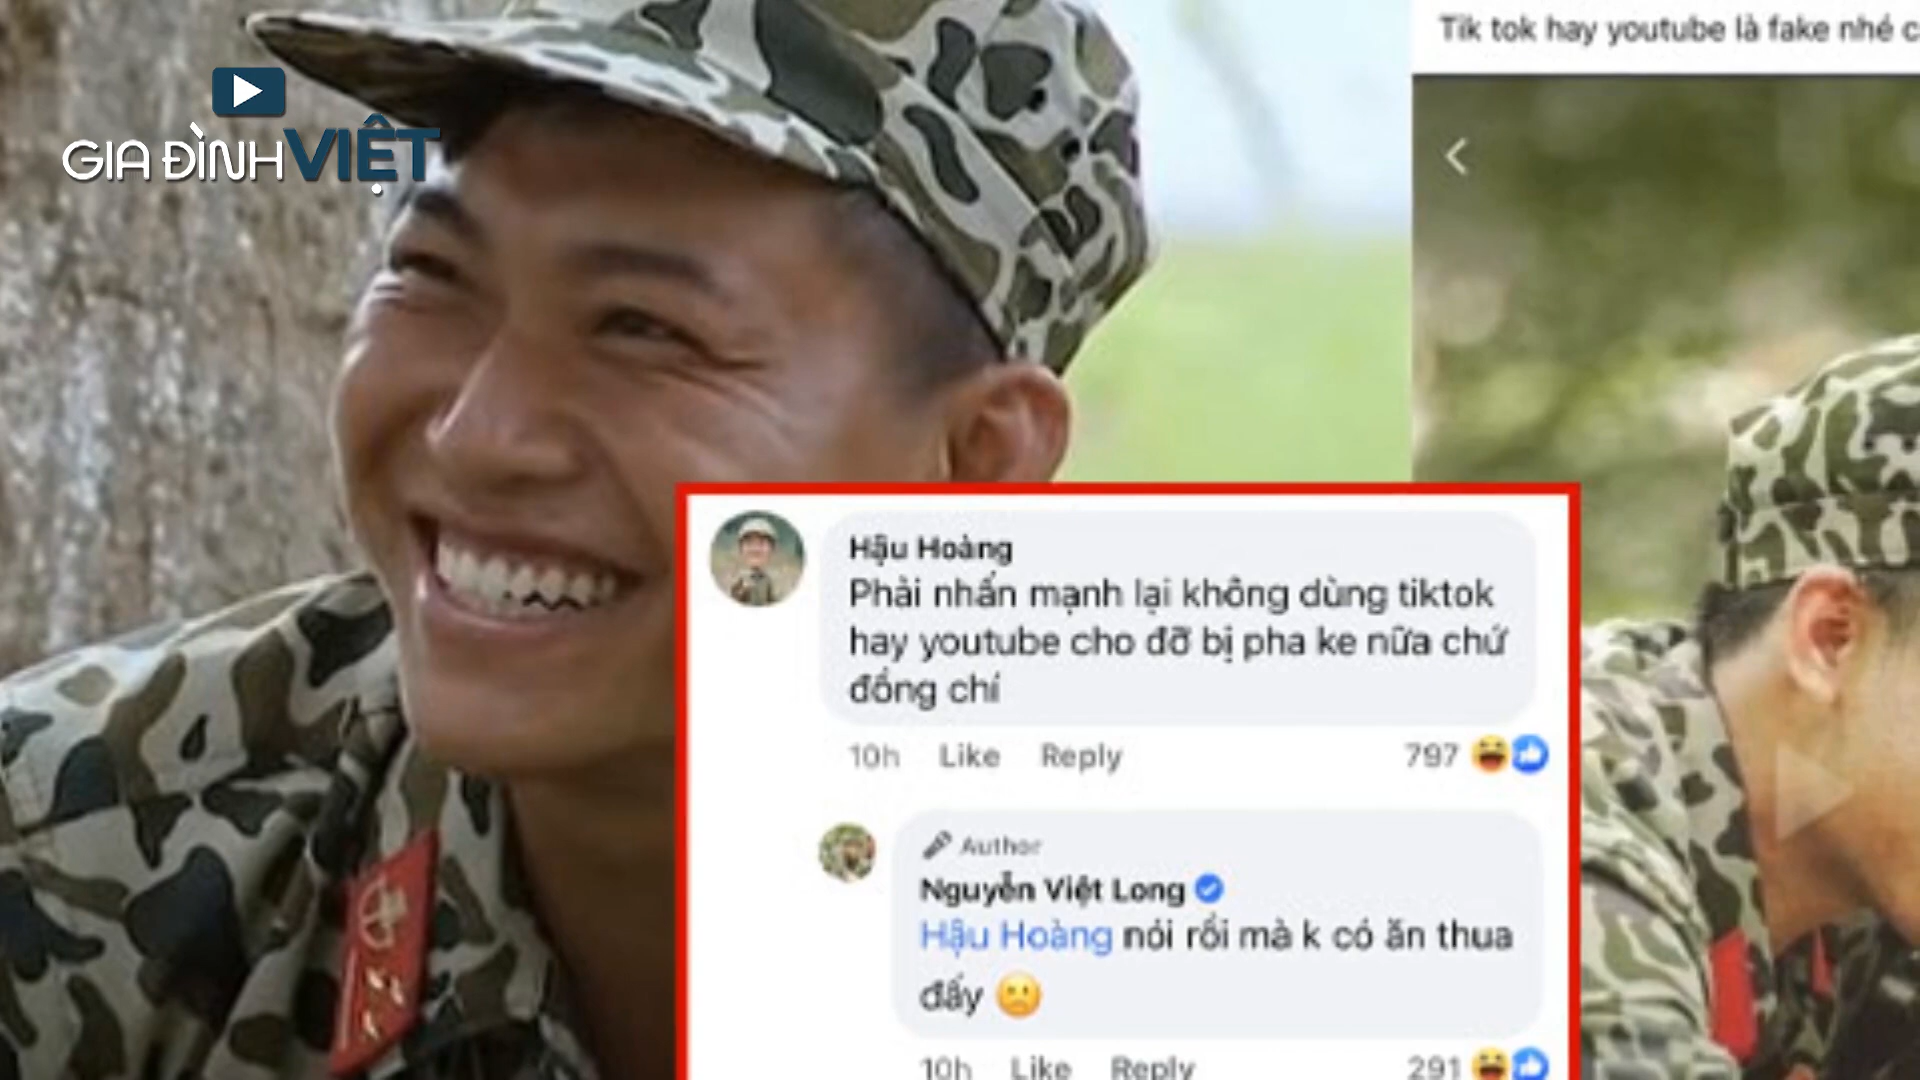 GIA ĐÌNH VIỆT
Tik tok hay youtube là fake nhé
Hậu Hoàng
Phải nhấn mạnh lại không dùng tiktok
hay youtube cho đỡ bị pha ke nữa chứ
đồng chí
10h Like Reply 797
Author
Nguyễn Việt Long
Hậu Hoàng nói rồi mà k có ăn thua
đấy
10h Like Reply 291